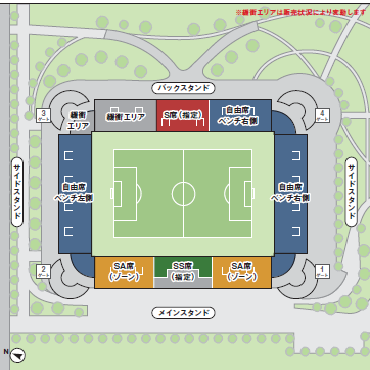 ※緩衝エリアは販売状況により変動します
バックスタンド
3
ゲート
緩衝
エリア
緩衝エリア
S席(指定)
自由席
ベンチ右側
4
ゲート
サイドスタンド
自由席
ベンチ左側
自由席
ベンチ右側
サイドスタンド
2
ゲート
SA席
(ゾーン)
SS席
(指定)
SA席
(ゾーン)
1
ゲート
メインスタンド
N